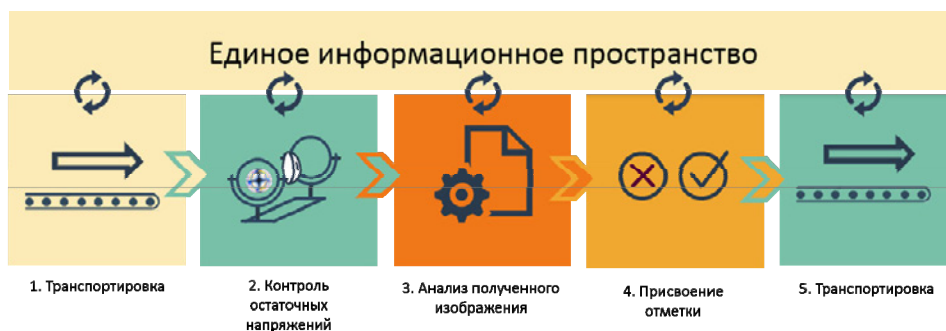 Единое информационное пространство
1. Транспортировка
2. Контроль
остаточных
напряжений
3. Анализ полученного
изображения
4. Присвоение
отметки
5. Транспортировка